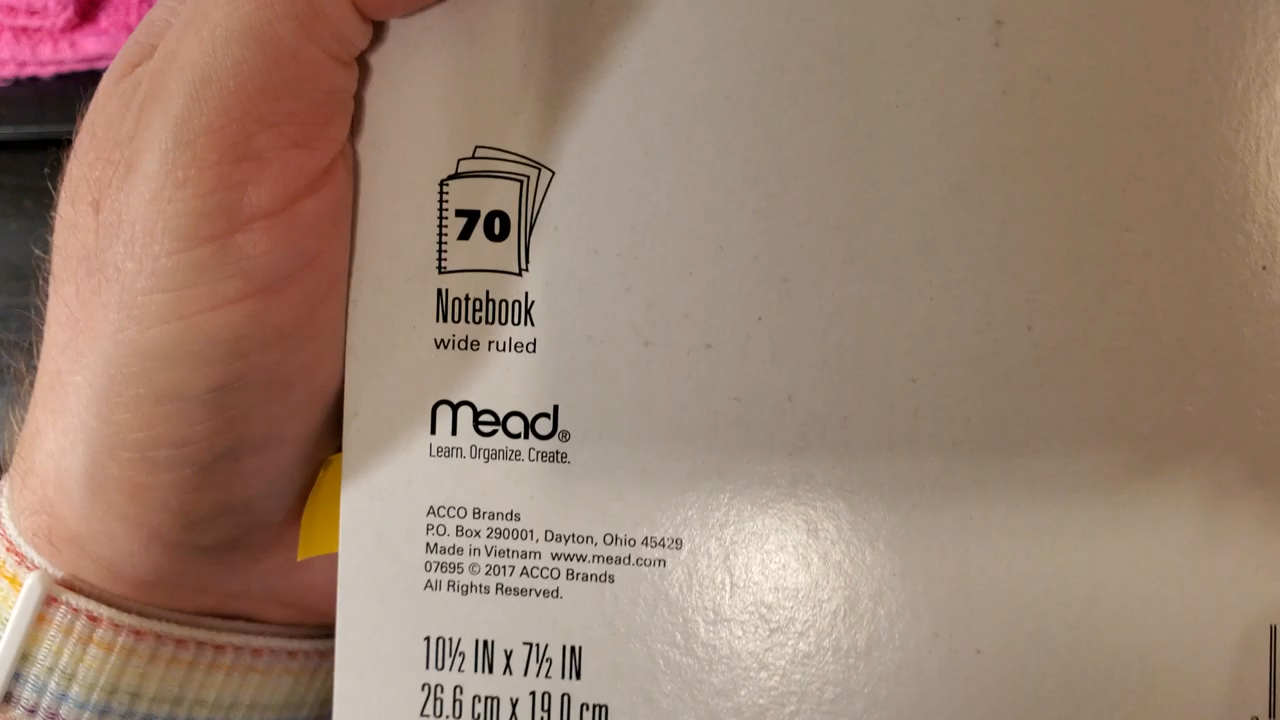 70
Notebook
wide ruled
mead®
Learn. Organize. Create.
ACCO Brands
P.O. Box 290001, Dayton, Ohio 45429
Made in Vietnam www.mead.com
07695 © 2017 ACCO Brands
All Rights Reserved.
10½ IN x 7½ IN
26.6 cm x 19.0 cm